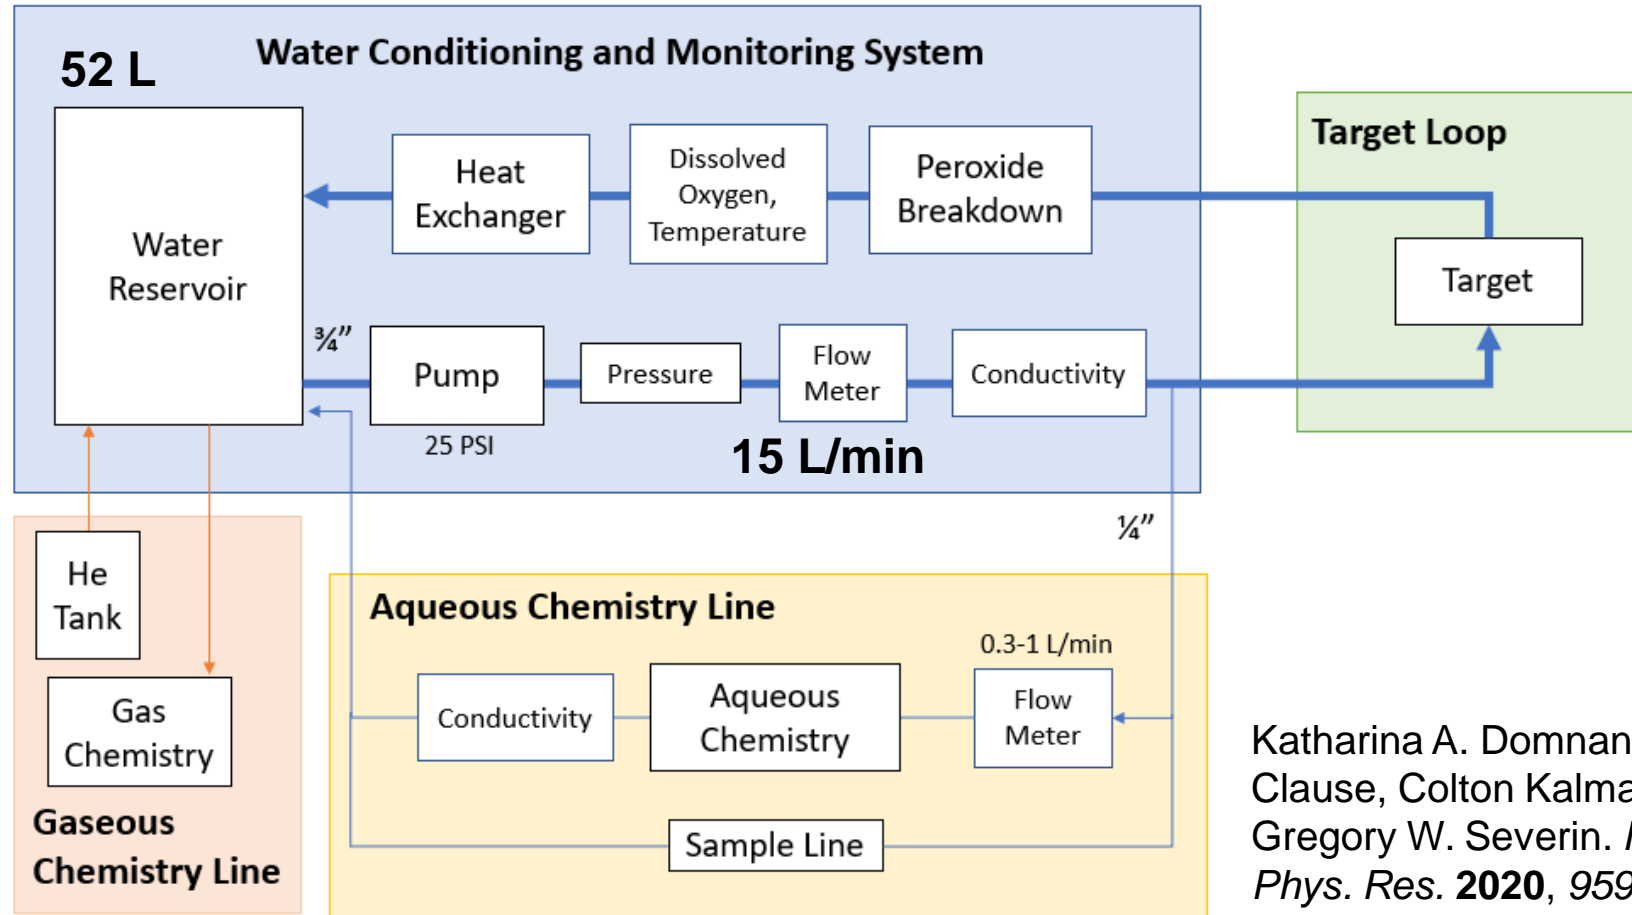 Water Conditioning and Monitoring System
52 L
Water
Reservoir
Heat
Exchanger
Dissolved
Oxygen,
Temperature
Peroxide
Breakdown
Target Loop
Target
¾”
Pump
25 PSI
Pressure
Flow
Meter
15 L/min
Conductivity
¼”
He
Tank
Gas
Chemistry
Gaseous
Chemistry Line
Aqueous Chemistry Line
0.3-1 L/min
Conductivity
Aqueous
Chemistry
Flow
Meter
Sample Line
Katharina A. Domnan
Clause, Colton Kalma
Gregory W. Severin.
Phys. Res. 2020, 959